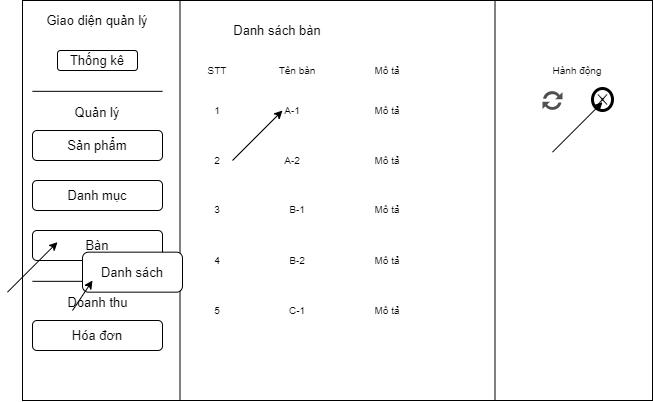 Giao diện quản lý
Thống kê
Quản lý
Sản phẩm
Danh mục
Bàn
Danh sách
Doanh thu
Hóa đơn
Danh sách bàn
STT Tên bàn Mô tả
1 A-1 Mô tả
2 A-2 Mô tả
3 B-1 Mô tả
4 B-2 Mô tả
5 C-1 Mô tả
Hành động